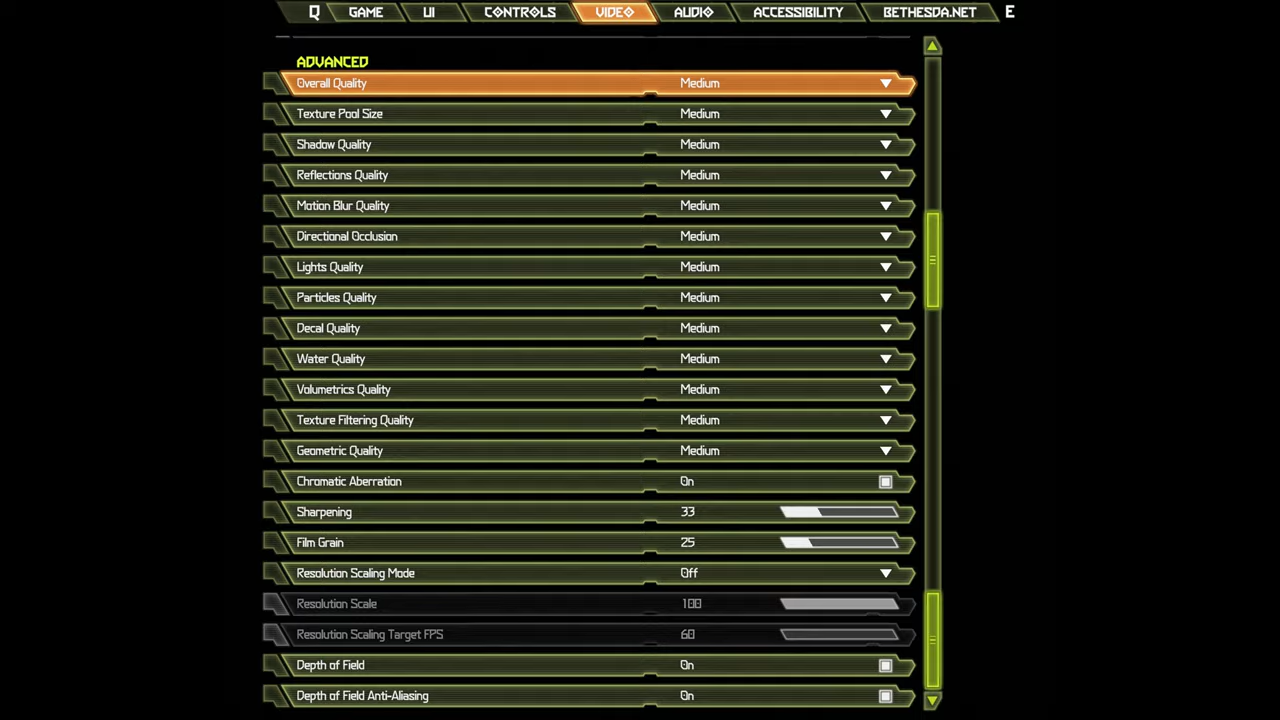 Q GAME UI CONTROLS VIDEO AUDIO ACCESSIBILITY BETHESDA.NET E
ADVANCED
Overall Quality Medium
Texture Pool Size Medium
Shadow Quality Medium
Reflections Quality Medium
Motion Blur Quality Medium
Directional Occlusion Medium
Lights Quality Medium
Particles Quality Medium
Decal Quality Medium
Water Quality Medium
Volumetrics Quality Medium
Texture Filtering Quality Medium
Geometric Quality Medium
Chromatic Aberration On
Sharpening 33
Film Grain 25
Resolution Scaling Mode Off
Resolution Scale 100
Resolution Scaling Target FPS 60
Depth of Field On
Depth of Field Anti-Aliasing On